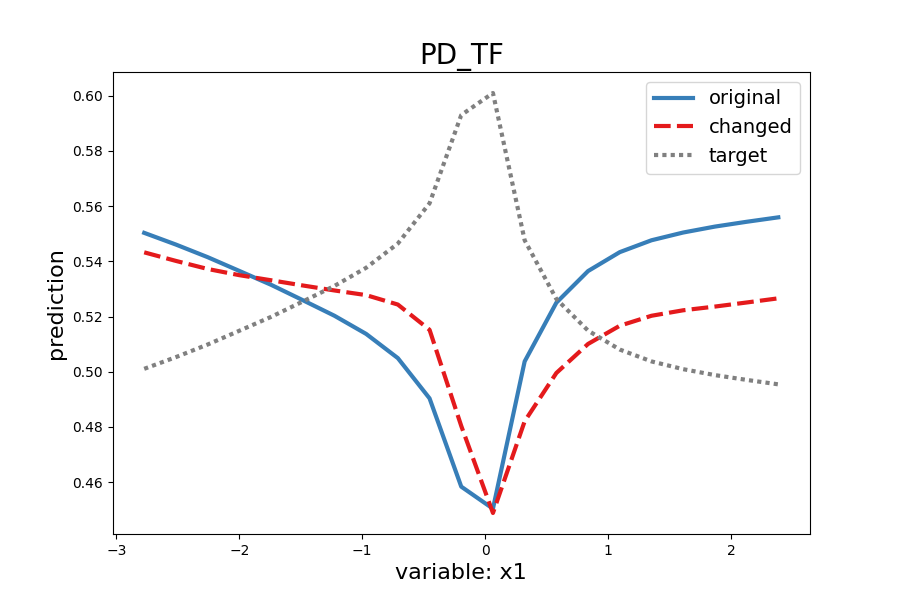 PD_TF
original
changed
target
prediction
0.60
0.58
0.56
0.54
0.52
0.50
0.48
0.46
−3
−2
−1
0
1
2
variable: x1